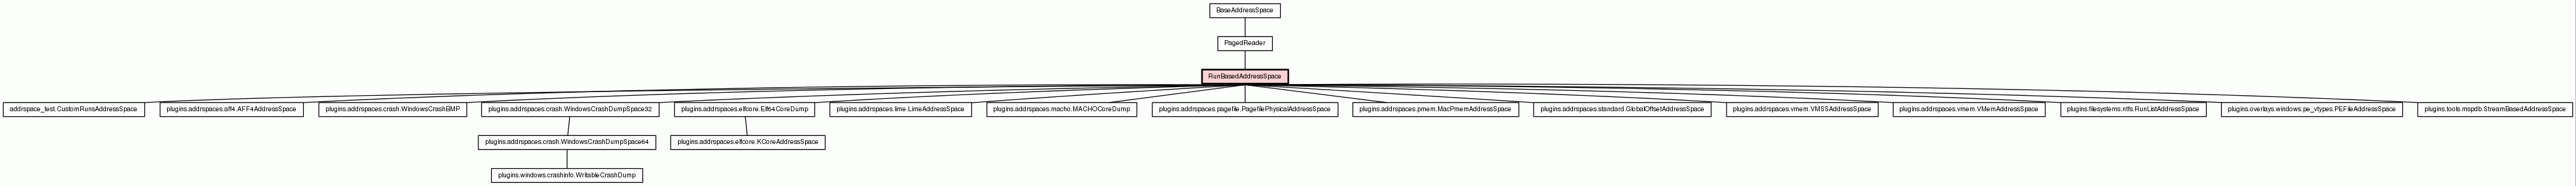 BaseAddressSpace
PagedReader
RunBasedAddressSpace
addrspace_test.CustomRunsAddressSpace
plugins.addrspaces.aff4.AFF4AddressSpace
plugins.addrspaces.crash.WindowsCrashBMP
plugins.addrspaces.crash.WindowsCrashDumpSpace32
plugins.addrspaces.elfcore.Elf64CoreDump
plugins.addrspaces.lime.LimeAddressSpace
plugins.addrspaces.macho.MACHOCoreDump
plugins.addrspaces.pagefile.PagefilePhysicalAddressSpace
plugins.addrspaces.pmem.MacPmemAddressSpace
plugins.addrspaces.standard.GlobalOffsetAddressSpace
plugins.addrspaces.vmem.VMSSAddressSpace
plugins.addrspaces.vmem.VMemAddressSpace
plugins.filesystems.ntfs.RunListAddressSpace
plugins.overlays.windows.pe_vtypes.PEFileAddressSpace
plugins.tools.mspdb.StreamBasedAddressSpace
plugins.addrspaces.crash.WindowsCrashDumpSpace64
plugins.addrspaces.elfcore.KCoreAddressSpace
plugins.windows.crashinfo.WritableCrashDump